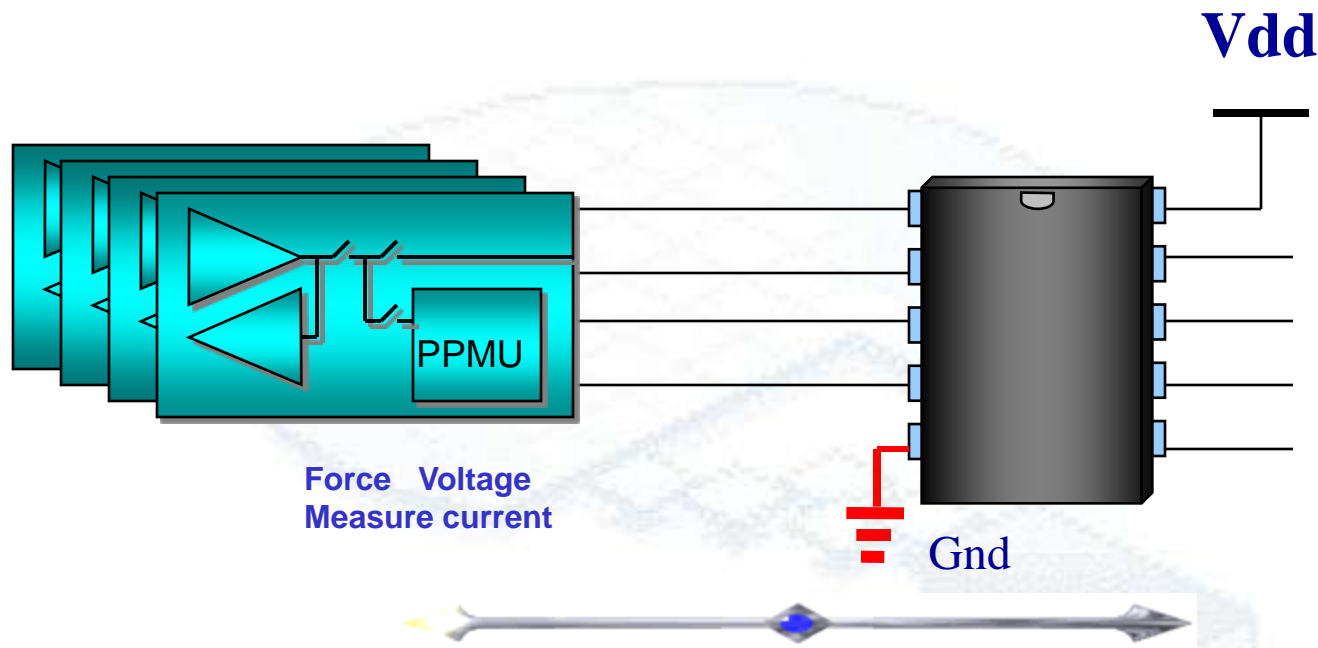 Vdd
PPMU
Force Voltage
Measure current
Gnd